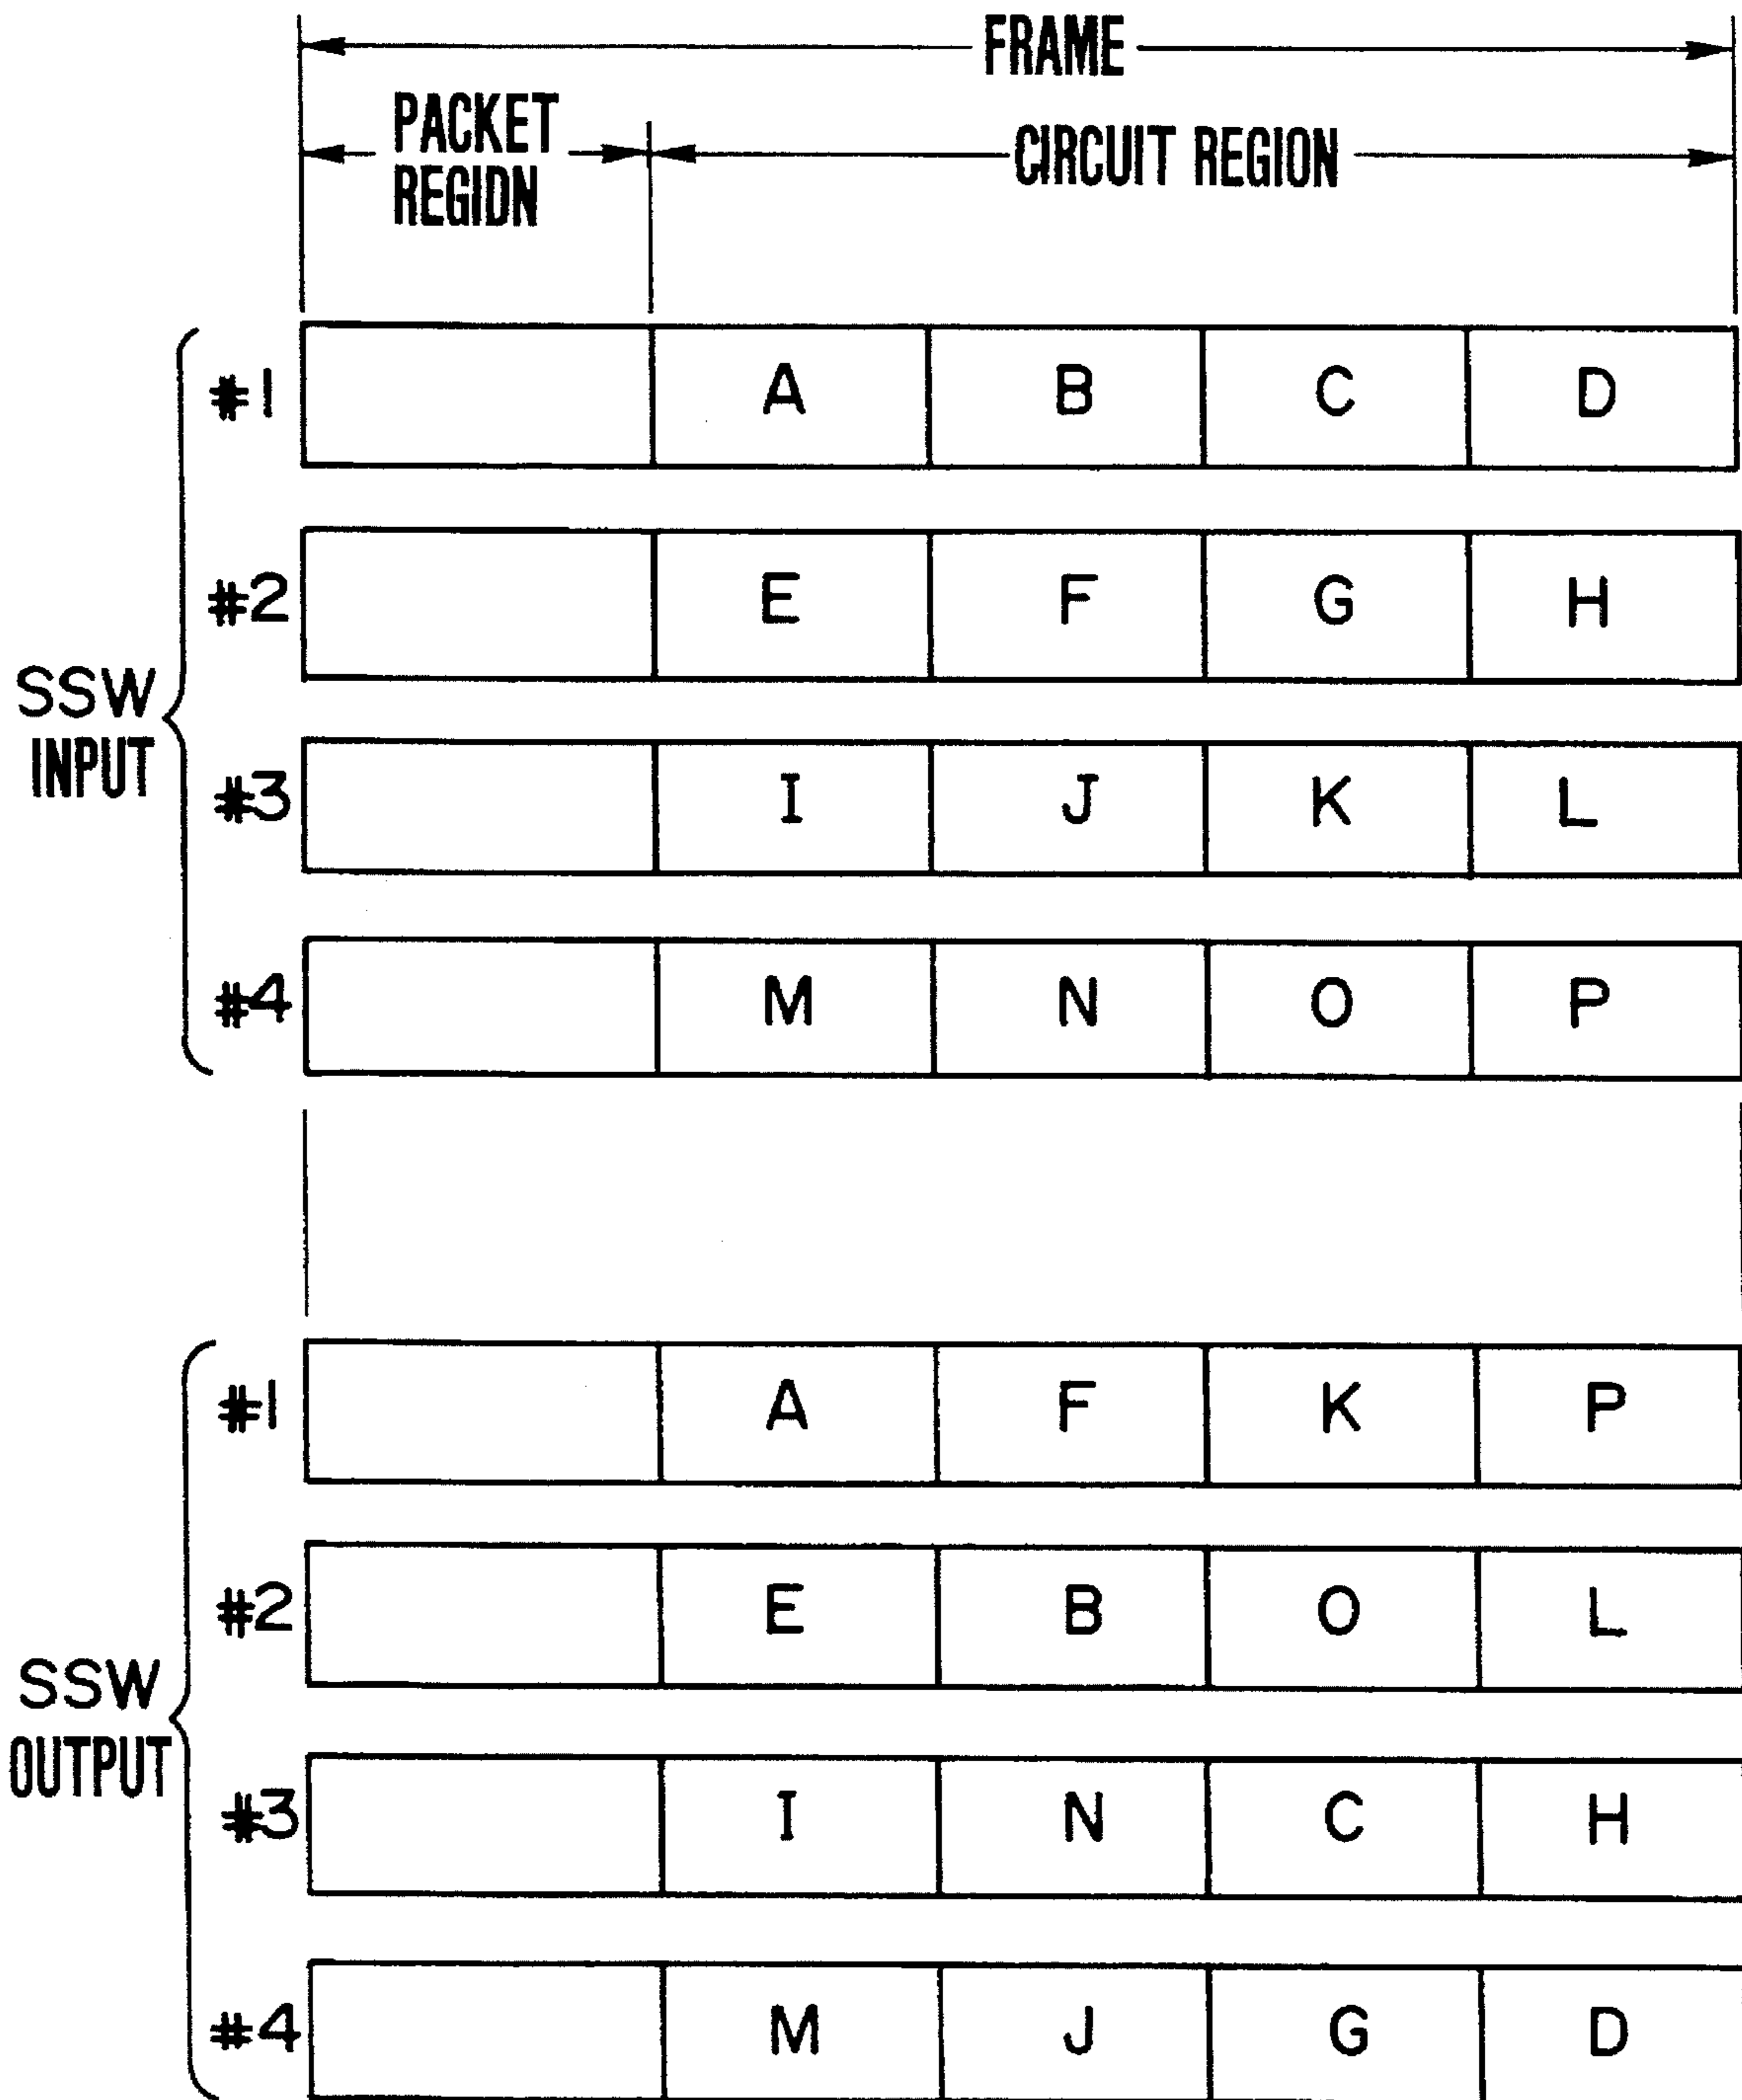 FRAME
PACKET
REGIDN
CIRCUIT REGION
SSW
INPUT
#1 A B C D
#2 E F G H
#3 I J K L
#4 M N O P
SSW
OUTPUT
#1 A F K P
#2 E B O L
#3 I N C H
#4 M J G D